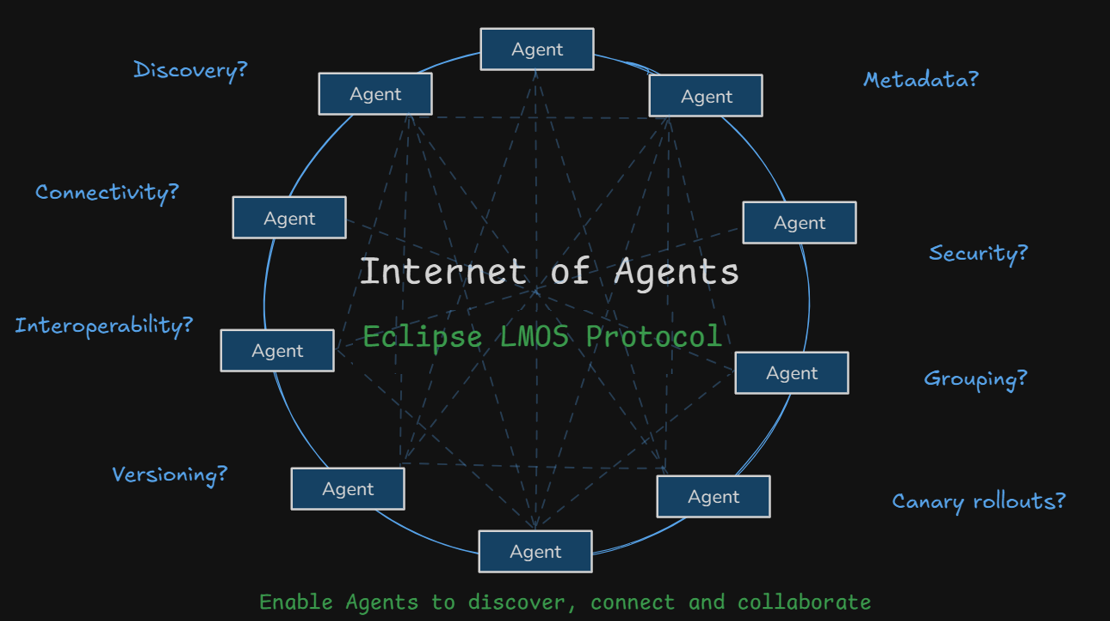 Agent
Discovery?
Agent
Agent
Metadata?
Connectivity?
Agent
Agent
Security?
Internet of Agents
Interoperability?
Agent
Eclipse LMOS Protocol
Agent
Grouping?
Versioning?
Agent
Agent
Canary rollouts?
Agent
Enable Agents to discover, connect and collaborate